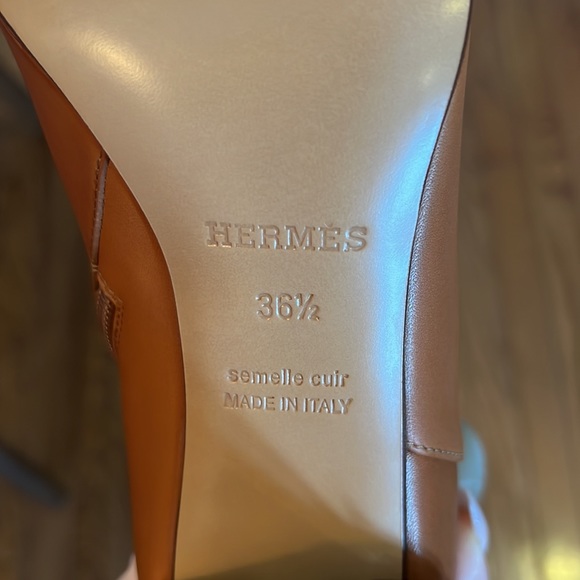 HERMÈS
36½
semelle cuir
MADE IN ITALY